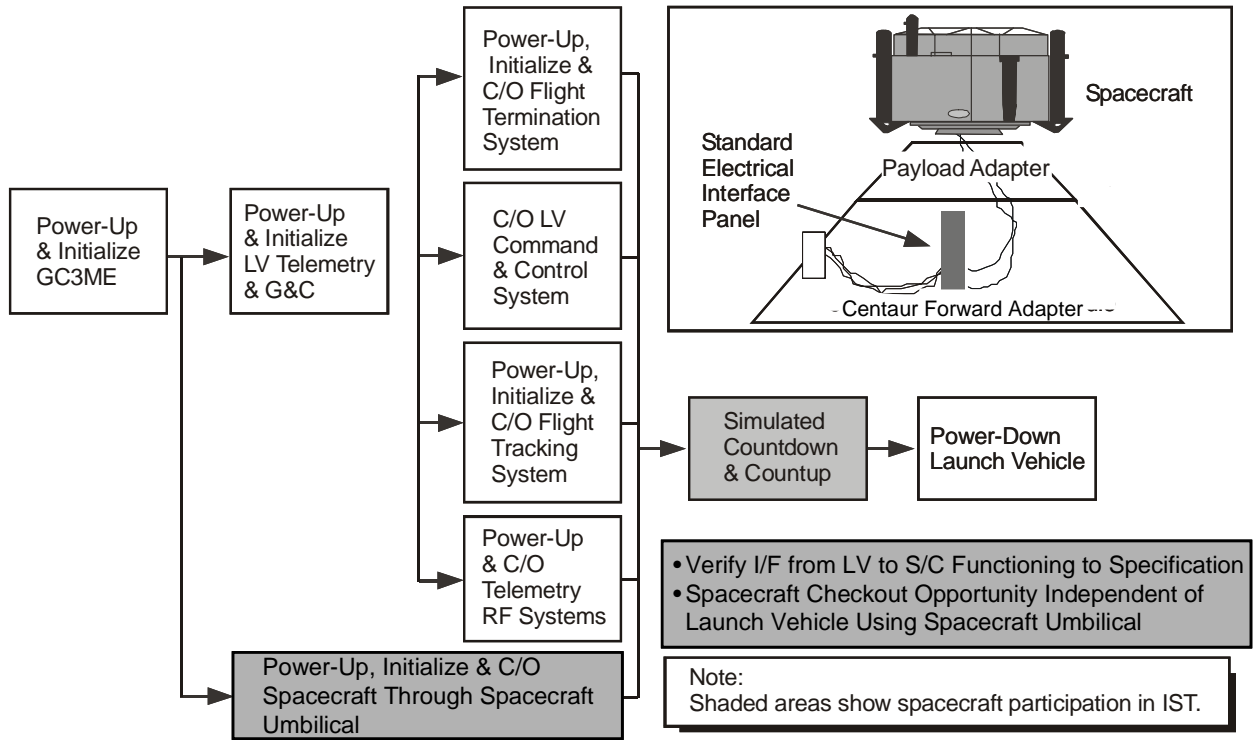 Power-Up
& Initialize
GC3ME
Power-Up
& Initialize
LV Telemetry
& G&C
Power-Up,
Initialize &
C/O Flight
Termination
System
C/O LV
Command
& Control
System
Power-Up,
Initialize &
C/O Flight
Tracking
System
Power-Up
& C/O
Telemetry
RF Systems
Power-Up, Initialize & C/O
Spacecraft Through Spacecraft
Umbilical
Simulated
Countdown
& Countup
Power-Down
Launch Vehicle
Spacecraft
Standard
Electrical
Interface
Panel
Payload Adapter
Centaur Forward Adapter
•Verify I/F from LV to S/C Functioning to Specification
•Spacecraft Checkout Opportunity Independent of
Launch Vehicle Using Spacecraft Umbilical
Note:
Shaded areas show spacecraft participation in IST.